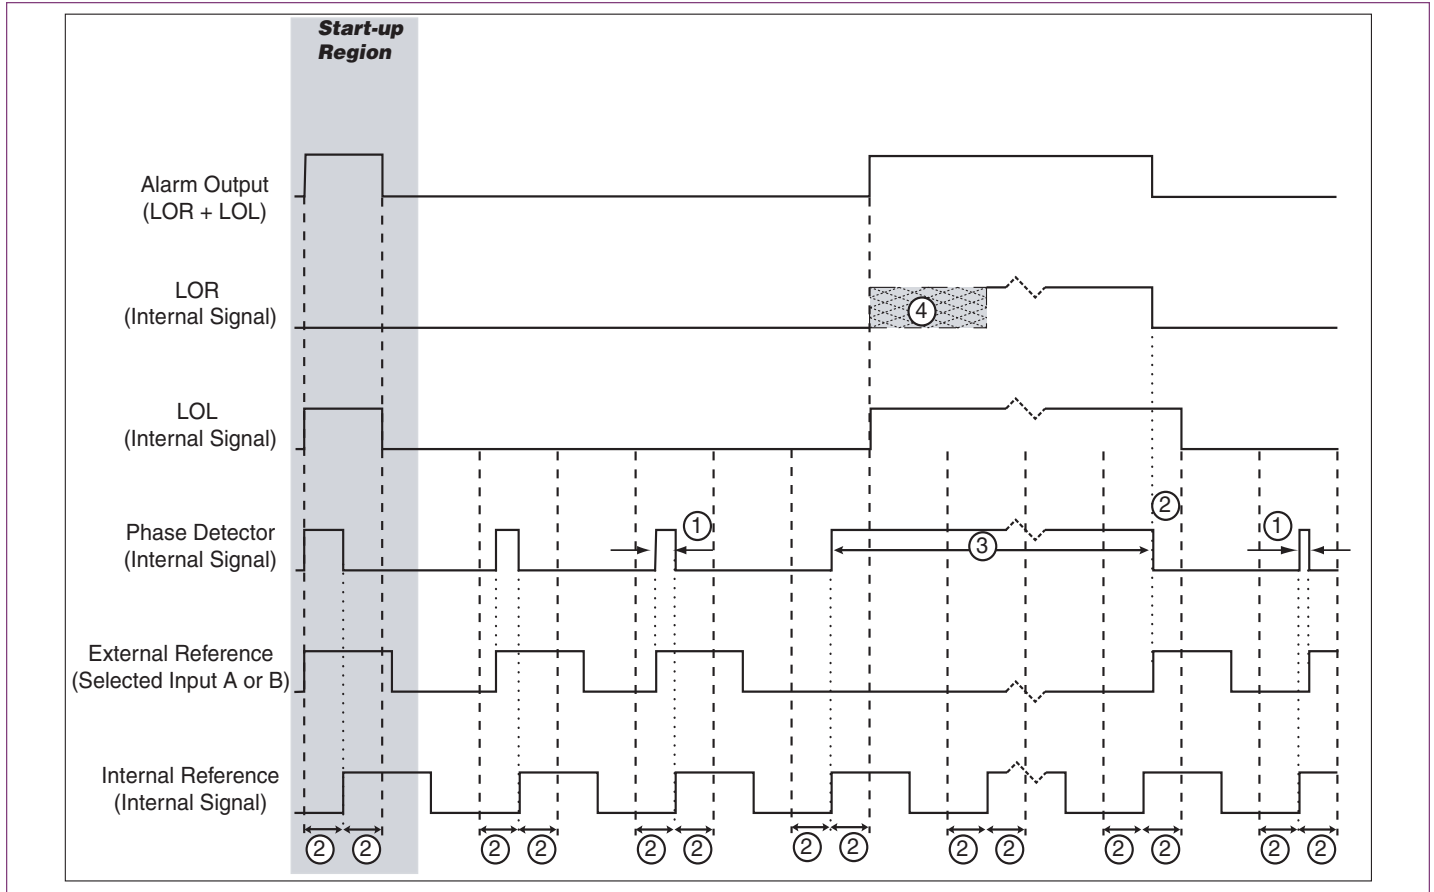 Start-up
Region
Alarm Output
(LOR + LOL)
LOR
(Internal Signal)
4
LOL
(Internal Signal)
Phase Detector
(Internal Signal)
1
3
2
1
External Reference
(Selected Input A or B)
Internal Reference
(Internal Signal)
2 2 2 2 2 2 2 2 2 2 2 2 2 2